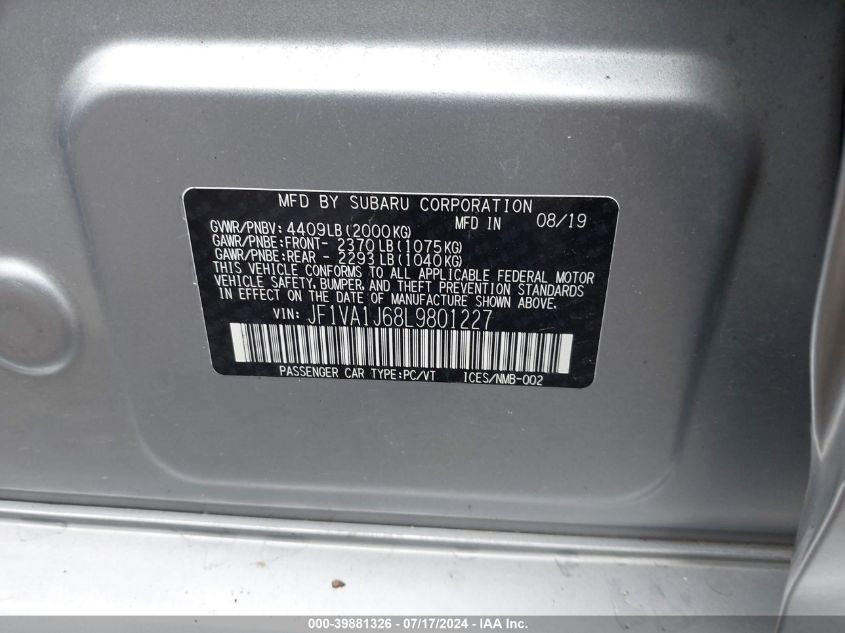 MFD BY SUBARU CORPORATION
MFD IN 08/19
GVWR/PNBV: 4409LB(2000KG)
GAWR/PNBE:FRONT- 2370LB(1075KG)
GAWR/PNBE:REAR - 2293LB(1040KG)
THIS VEHICLE CONFORMS TO ALL APPLICABLE FEDERAL MOTOR
VEHICLE SAFETY, BUMPER, AND THEFT PREVENTION STANDARDS
IN EFFECT ON THE DATE OF MANUFACTURE SHOWN ABOVE.
VIN: JF1VA1J68L9801227
PASSENGER CAR TYPE:PC/VT ICES/NMB-002
000-39881326 - 07/17/2024 - IAA Inc.